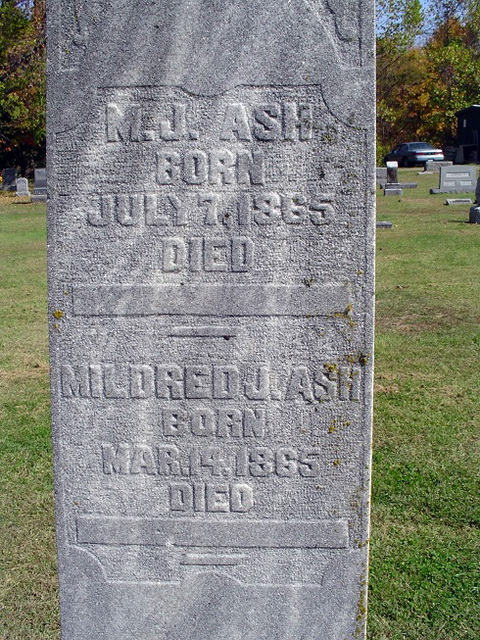 M.J. ASH
BORN
JULY 7, 1865
DIED
MILDRED J. ASH
BORN
MAR. 14, 1865
DIED